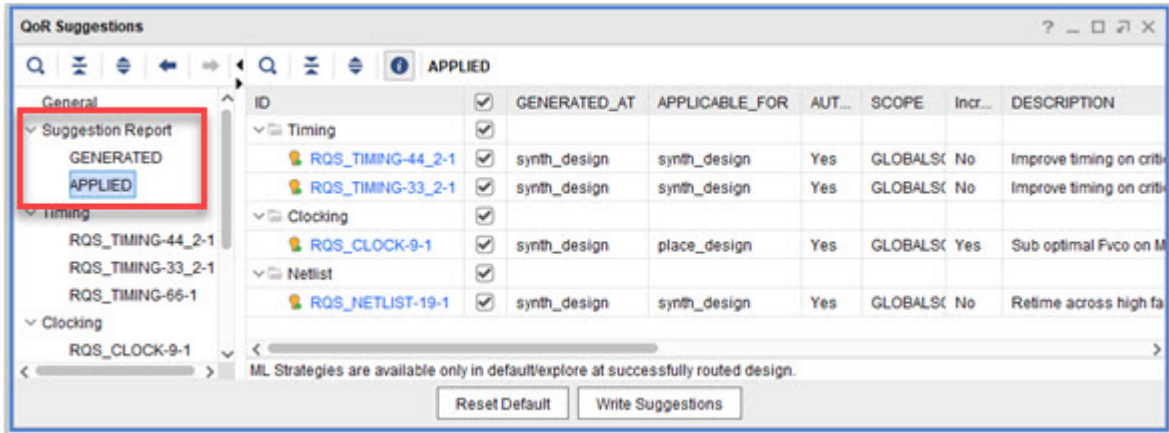 QoR Suggestions
APPLIED
General
Suggestion Report
GENERATED
APPLIED
Timing
RQS_TIMING-44_2-1
RQS_TIMING-33_2-1
RQS_TIMING-66-1
Clocking
RQS_CLOCK-9-1
ID GENERATED_AT APPLICABLE_FOR AUT... SCOPE Incr... DESCRIPTION
Timing
RQS_TIMING-44_2-1 synth_design synth_design Yes GLOBALSC No Improve timing on criti
RQS_TIMING-33_2-1 synth_design synth_design Yes GLOBALSC No Improve timing on criti
Clocking
RQS_CLOCK-9-1 synth_design place_design Yes GLOBALSC Yes Sub optimal Fvco on M
Netlist
RQS_NETLIST-19-1 synth_design synth_design Yes GLOBALSC No Retime across high fa
ML Strategies are available only in default/explore at successfully routed design.
Reset Default Write Suggestions